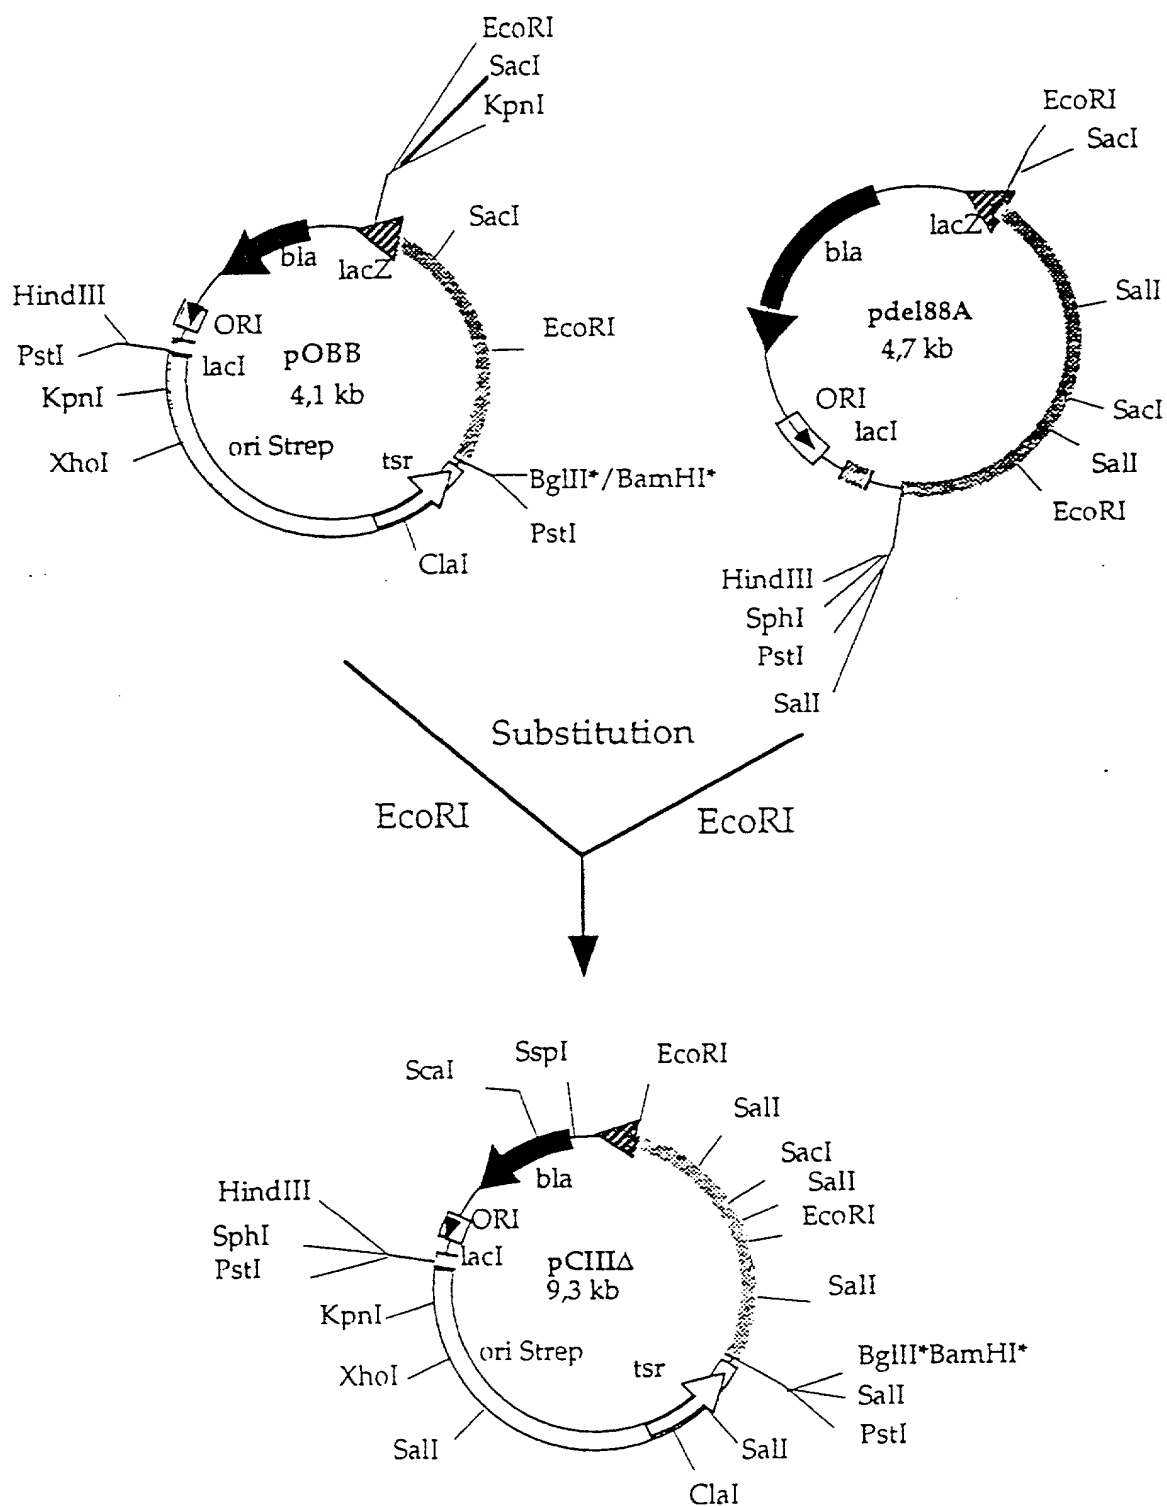 EcoRI
SacI
KpnI
SacI
bla
lacZ
HindIII
ORI
EcoRI
PstI
lacI
pOBB
4,1 kb
KpnI
ori Strep
tsr
XhoI
BglII*/BamHI*
PstI
ClaI
EcoRI
SacI
lacZ
bla
SalI
pdel88A
4,7 kb
ORI
lacI
SacI
SalI
EcoRI
HindIII
SphI
PstI
SalI
Substitution
EcoRI
EcoRI
ScaI
SspI
EcoRI
SalI
SacI
SalI
EcoRI
bla
HindIII
ORI
SphI
lacI
PstI
pCIIIΔ
9,3 kb
SalI
KpnI
ori Strep
tsr
XhoI
BglII*BamHI*
SalI
PstI
SalI
SalI
ClaI